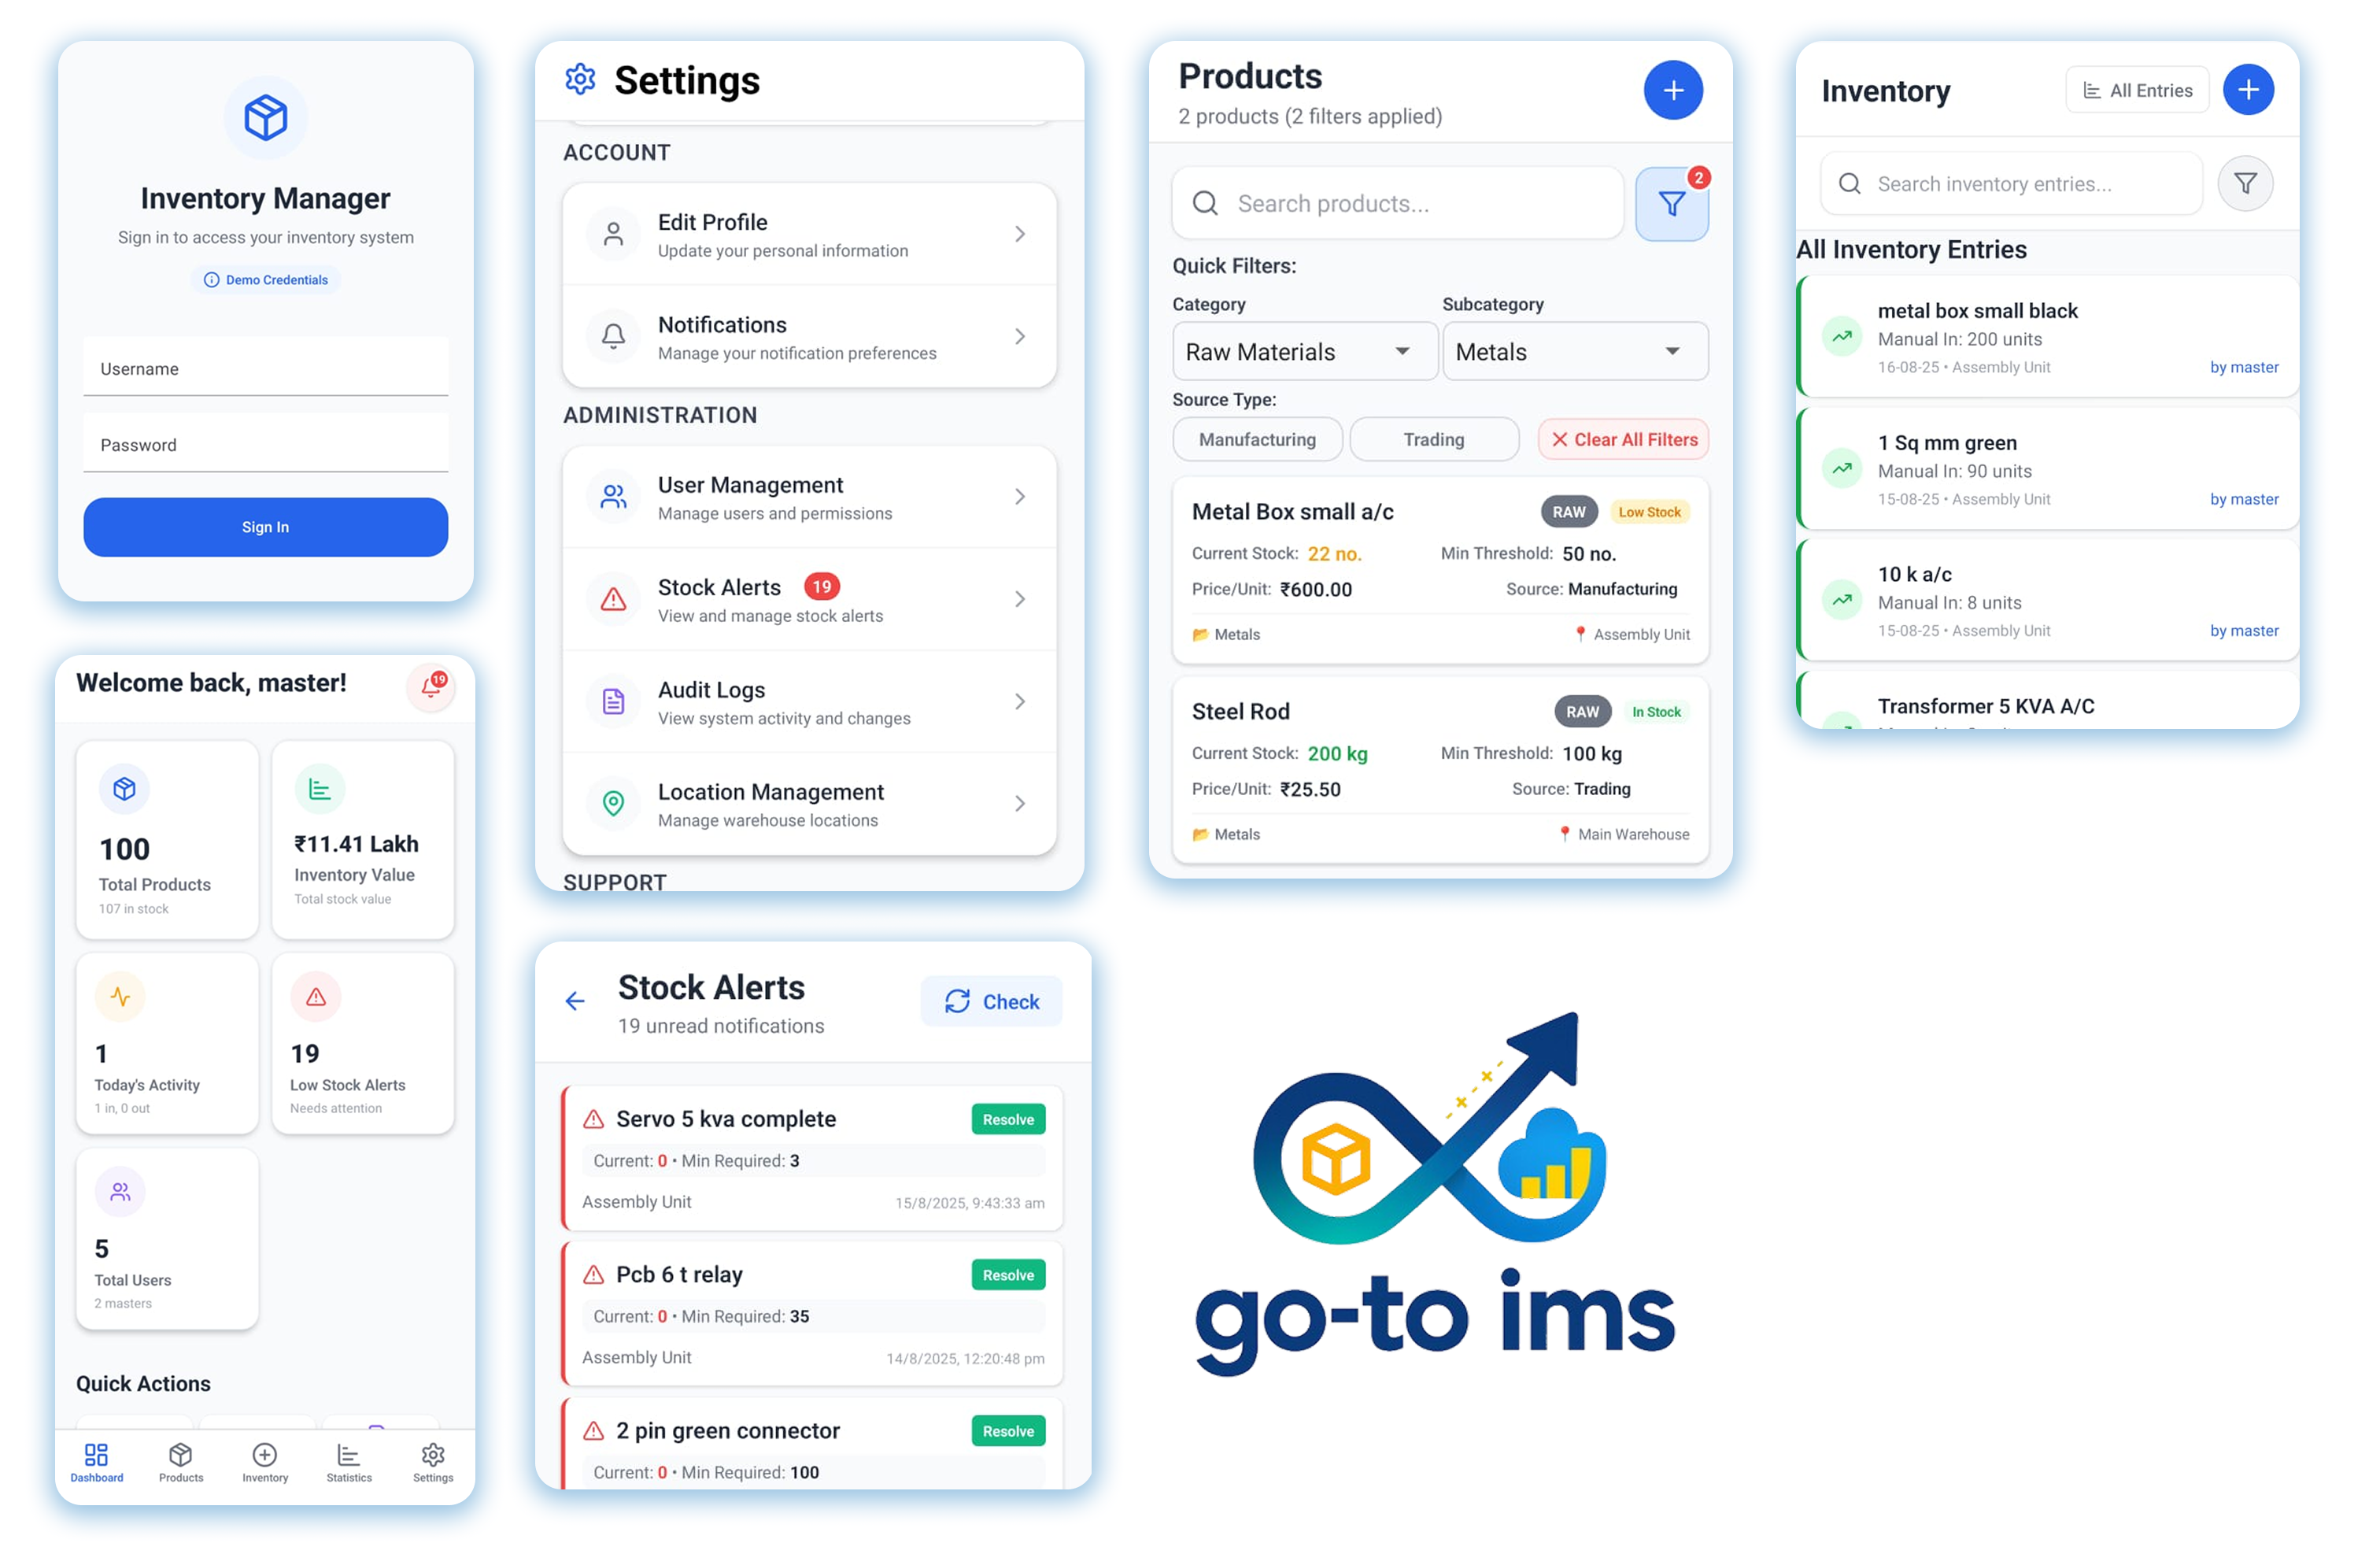 Inventory Manager
Sign in to access your inventory system
Demo Credentials
Username
Password
Sign In
Welcome back, master!
19
100
Total Products
107 in stock
₹11.41 Lakh
Inventory Value
Total stock value
1
Today's Activity
1 in, 0 out
19
Low Stock Alerts
Needs attention
5
Total Users
2 masters
Quick Actions
Dashboard Products Inventory Statistics Settings
Settings
ACCOUNT
Edit Profile
Update your personal information
Notifications
Manage your notification preferences
ADMINISTRATION
User Management
Manage users and permissions
Stock Alerts 19
View and manage stock alerts
Audit Logs
View system activity and changes
Location Management
Manage warehouse locations
SUPPORT
Stock Alerts
19 unread notifications
Check
Servo 5 kva complete Resolve
Current: 0 • Min Required: 3
Assembly Unit 15/8/2025, 9:43:33 am
Pcb 6 t relay Resolve
Current: 0 • Min Required: 35
Assembly Unit 14/8/2025, 12:20:48 pm
2 pin green connector Resolve
Current: 0 • Min Required: 100
Products
2 products (2 filters applied)
Search products...
2
Quick Filters:
Category Subcategory
Raw Materials Metals
Source Type:
Manufacturing Trading Clear All Filters
Metal Box small a/c RAW Low Stock
Current Stock: 22 no. Min Threshold: 50 no.
Price/Unit: ₹600.00 Source: Manufacturing
Metals Assembly Unit
Steel Rod RAW In Stock
Current Stock: 200 kg Min Threshold: 100 kg
Price/Unit: ₹25.50 Source: Trading
Metals Main Warehouse
Inventory All Entries
Search inventory entries...
All Inventory Entries
metal box small black
Manual In: 200 units
16-08-25 • Assembly Unit by master
1 Sq mm green
Manual In: 90 units
15-08-25 • Assembly Unit by master
10 k a/c
Manual In: 8 units
15-08-25 • Assembly Unit by master
Transformer 5 KVA A/C
go-to ims